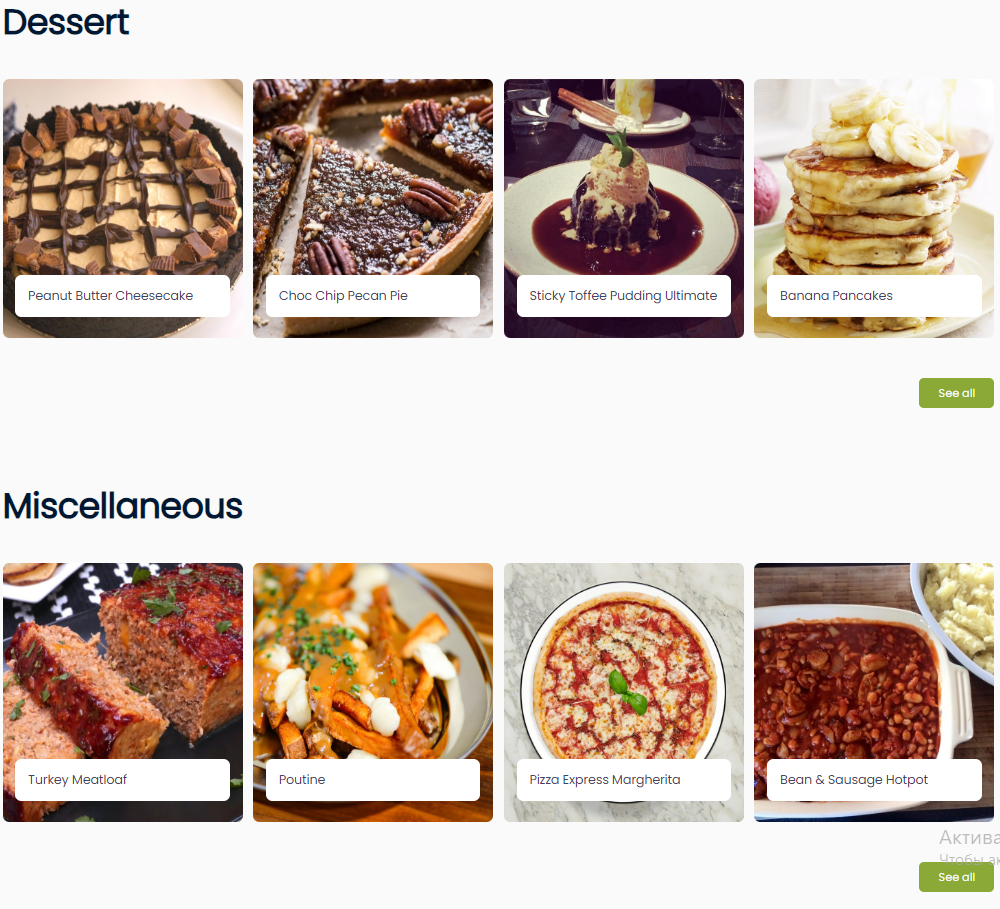 Dessert
Peanut Butter Cheesecake
Choc Chip Pecan Pie
Sticky Toffee Pudding Ultimate
Banana Pancakes
See all
Miscellaneous
Turkey Meatloaf
Poutine
Pizza Express Margherita
Bean & Sausage Hotpot
Актива
Чтобы ак
See all